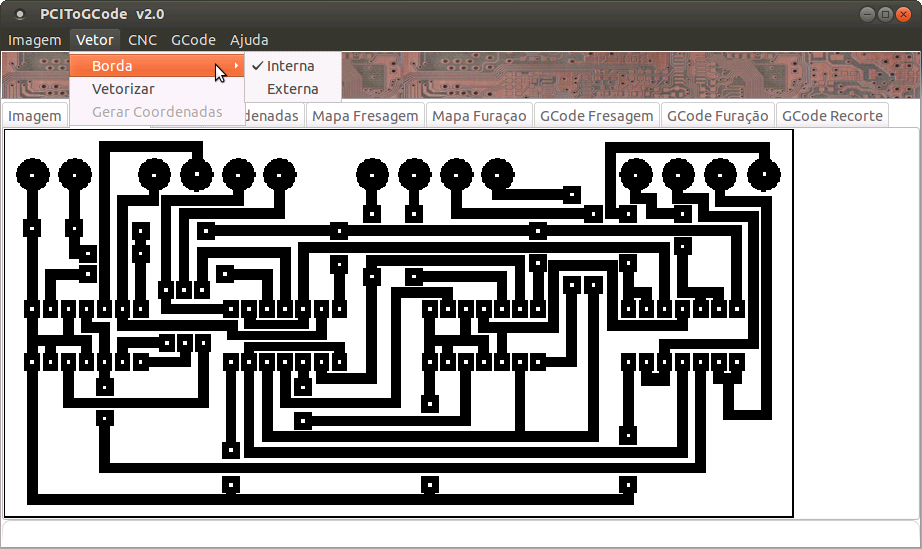 PCIToGCode v2.0
Imagem Vetor CNC GCode Ajuda
Borda Interna
Vetorizar Externa
Gerar Coordenadas
Imagem denadas Mapa Fresagem Mapa Furaçao GCode Fresagem GCode Furação GCode Recorte